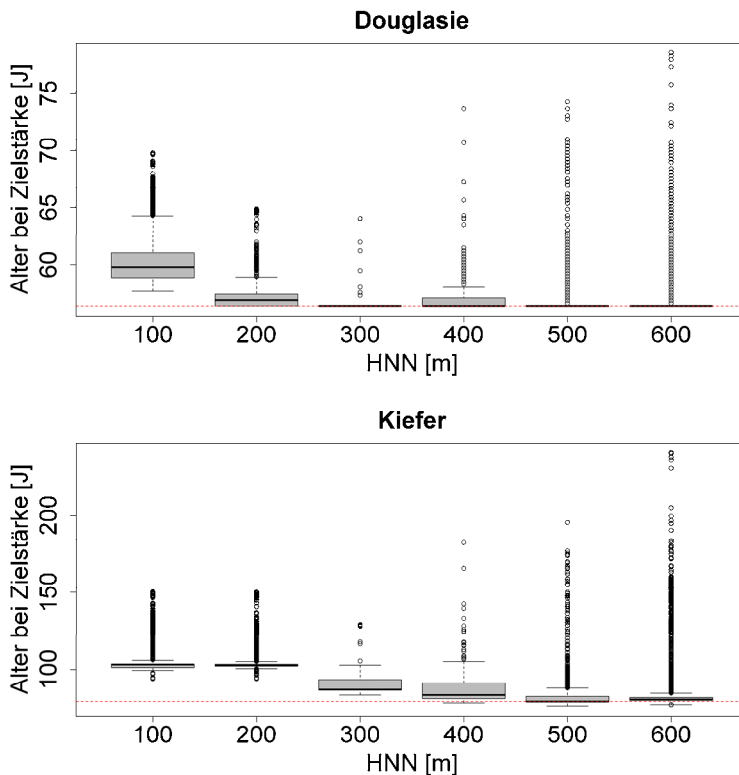 Douglasie
Alter bei Zielstärke [J]
75
70
65
60
100 200 300 400 500 600
HNN [m]
Kiefer
Alter bei Zielstärke [J]
200
150
100
100 200 300 400 500 600
HNN [m]